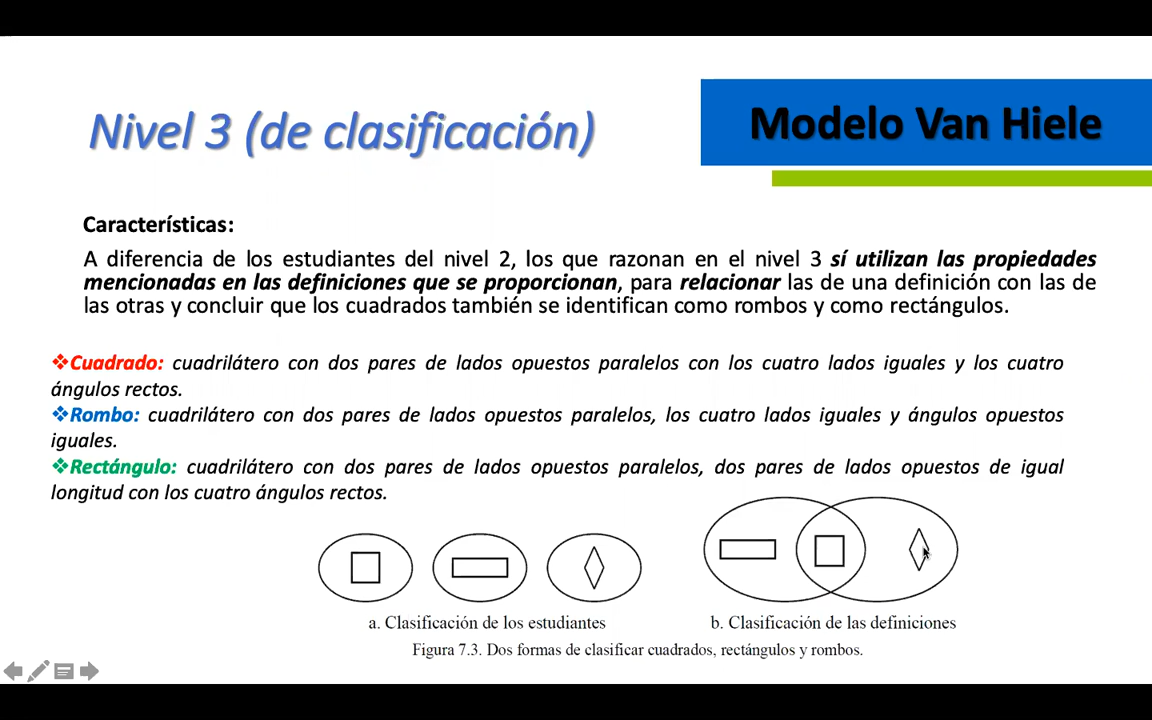 Nivel 3 (de clasificación)
Modelo Van Hiele
Características:
A diferencia de los estudiantes del nivel 2, los que razonan en el nivel 3 sí utilizan las propiedades
mencionadas en las definiciones que se proporcionan, para relacionar las de una definición con las de
las otras y concluir que los cuadrados también se identifican como rombos y como rectángulos.
❖Cuadrado: cuadrilátero con dos pares de lados opuestos paralelos con los cuatro lados iguales y los cuatro
ángulos rectos.
❖Rombo: cuadrilátero con dos pares de lados opuestos paralelos, los cuatro lados iguales y ángulos opuestos
iguales.
❖Rectángulo: cuadrilátero con dos pares de lados opuestos paralelos, dos pares de lados opuestos de igual
longitud con los cuatro ángulos rectos.
a. Clasificación de los estudiantes
b. Clasificación de las definiciones
Figura 7.3. Dos formas de clasificar cuadrados, rectángulos y rombos.